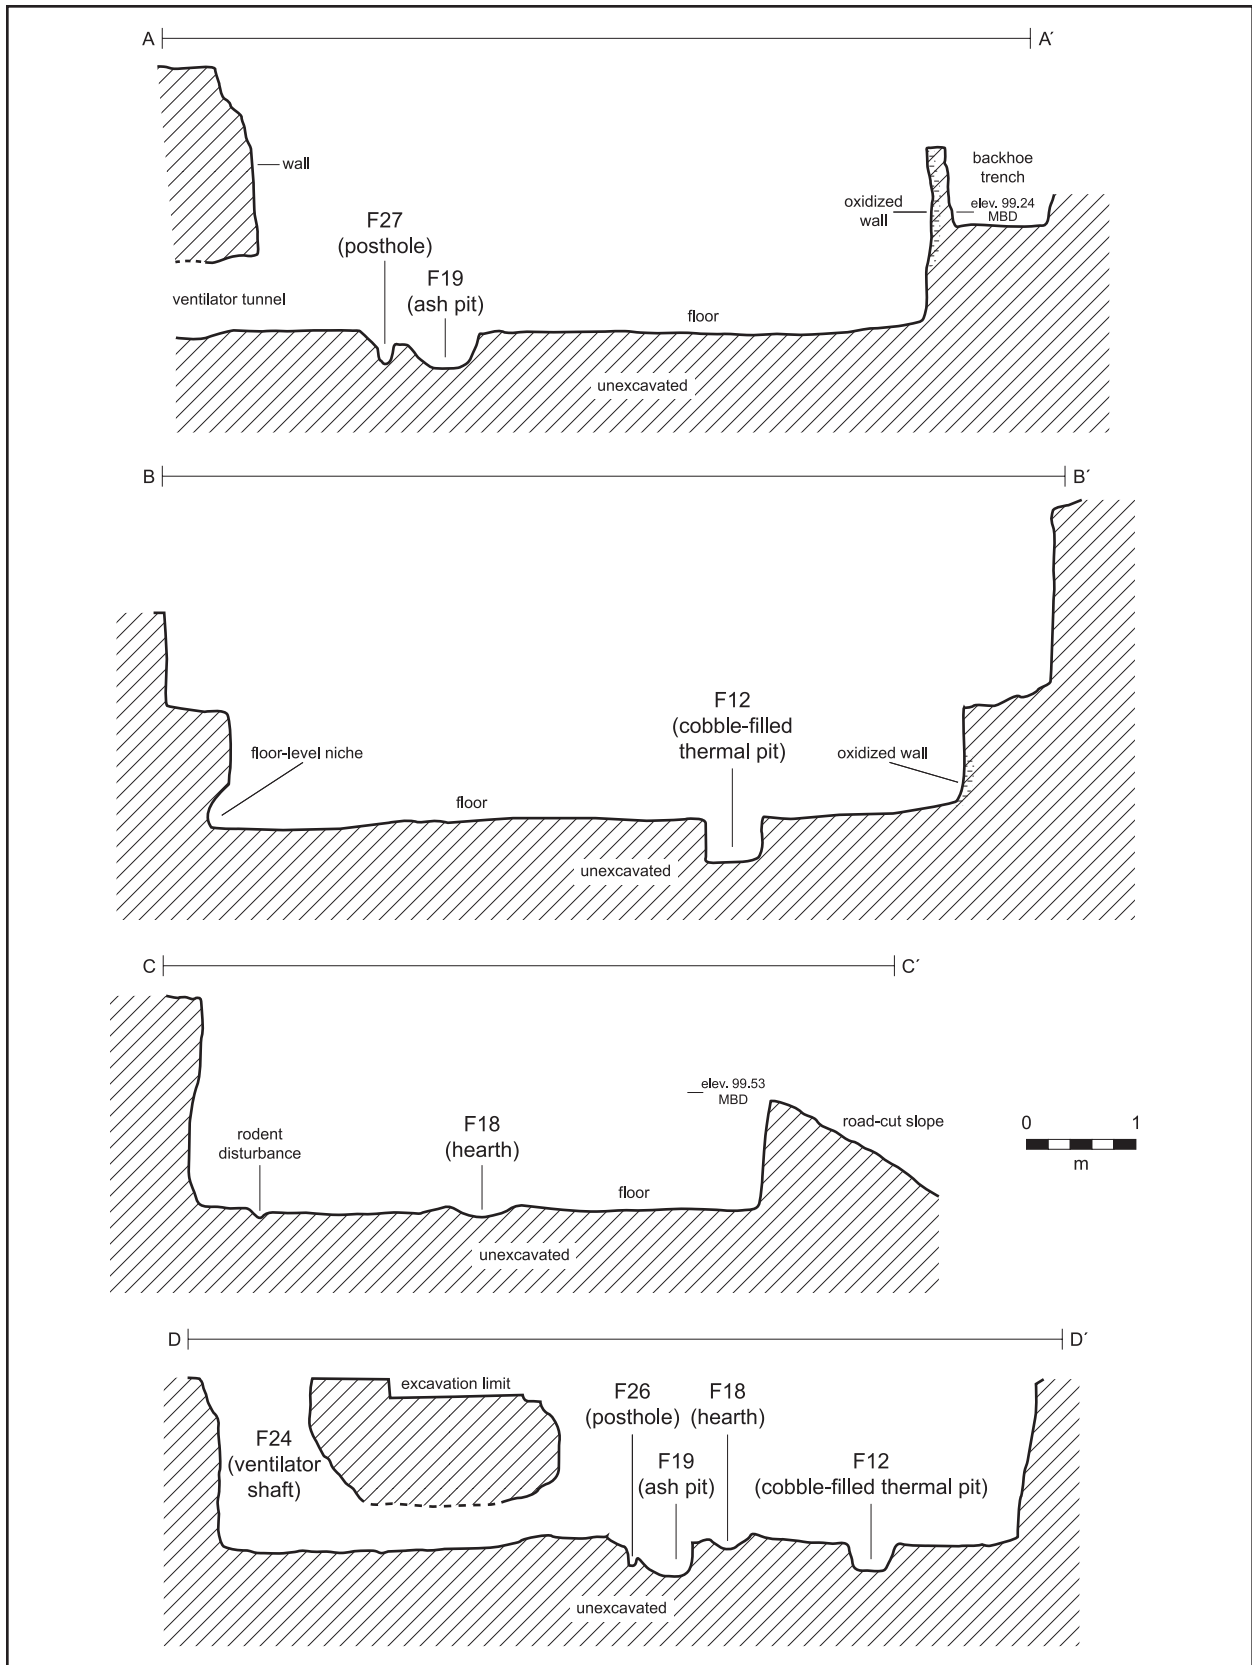 A A′
wall
backhoe
trench
oxidized
wall
elev. 99.24
MBD
F27
(posthole)
F19
(ash pit)
ventilator tunnel
floor
unexcavated
B B′
F12
(cobble-filled
thermal pit)
floor-level niche
oxidized wall
floor
unexcavated
C C′
elev. 99.53
MBD
road-cut slope
0 1
m
F18
(hearth)
rodent
disturbance
floor
unexcavated
D D′
excavation limit
F26
(posthole)
F18
(hearth)
F24
(ventilator
shaft)
F19
(ash pit)
F12
(cobble-filled thermal pit)
unexcavated